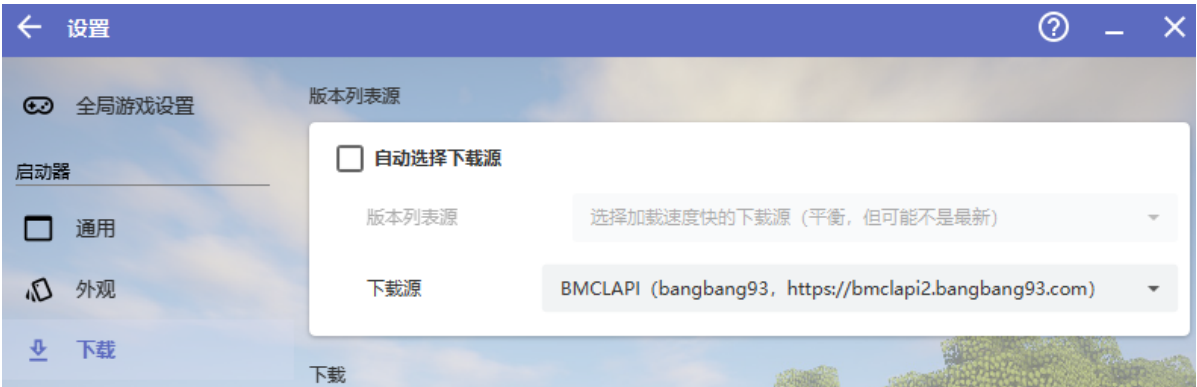 设置
全局游戏设置
启动器
通用
外观
下载
版本列表源
自动选择下载源
版本列表源 选择加载速度快的下载源（平衡，但可能不是最新）
下载源 BMCLAPI（bangbang93，https://bmclapi2.bangbang93.com）
下载